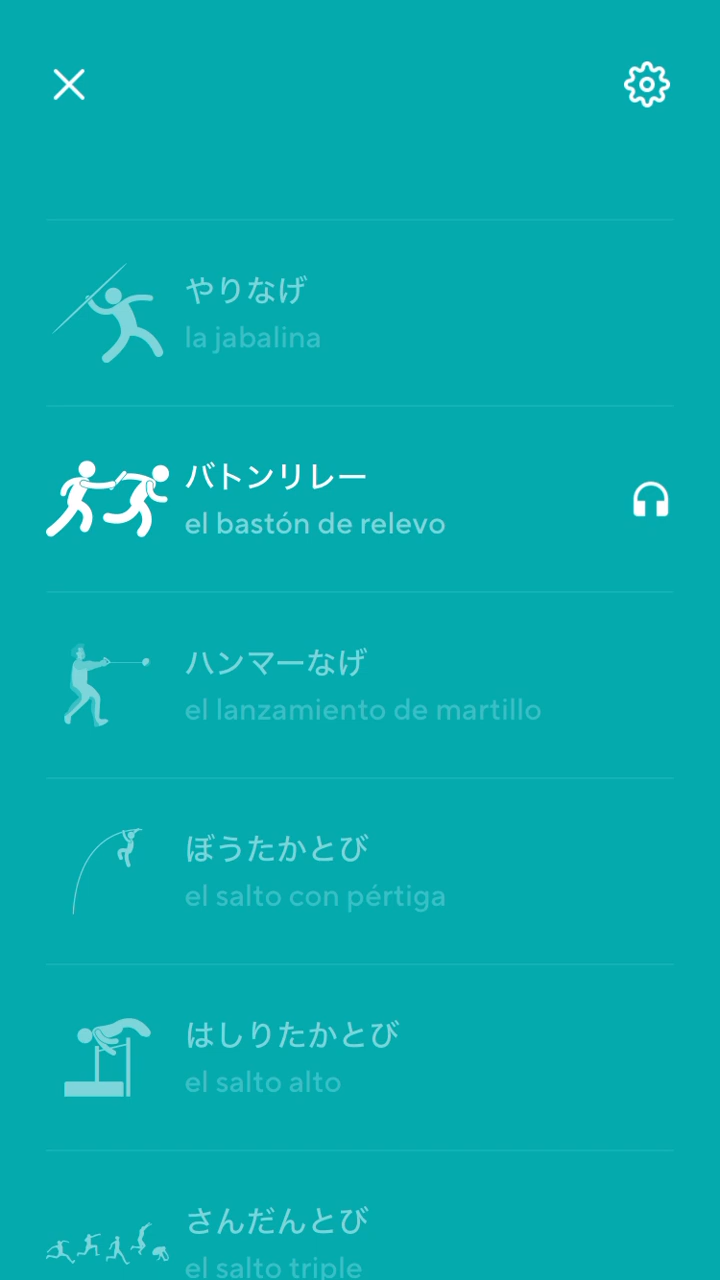 やりなげ
la jabalina
バトンリレー
el bastón de relevo
ハンマーなげ
el lanzamiento de martillo
ぼうたかとび
el salto con pértiga
はしりたかとび
el salto alto
さんだんとび
el salto triple